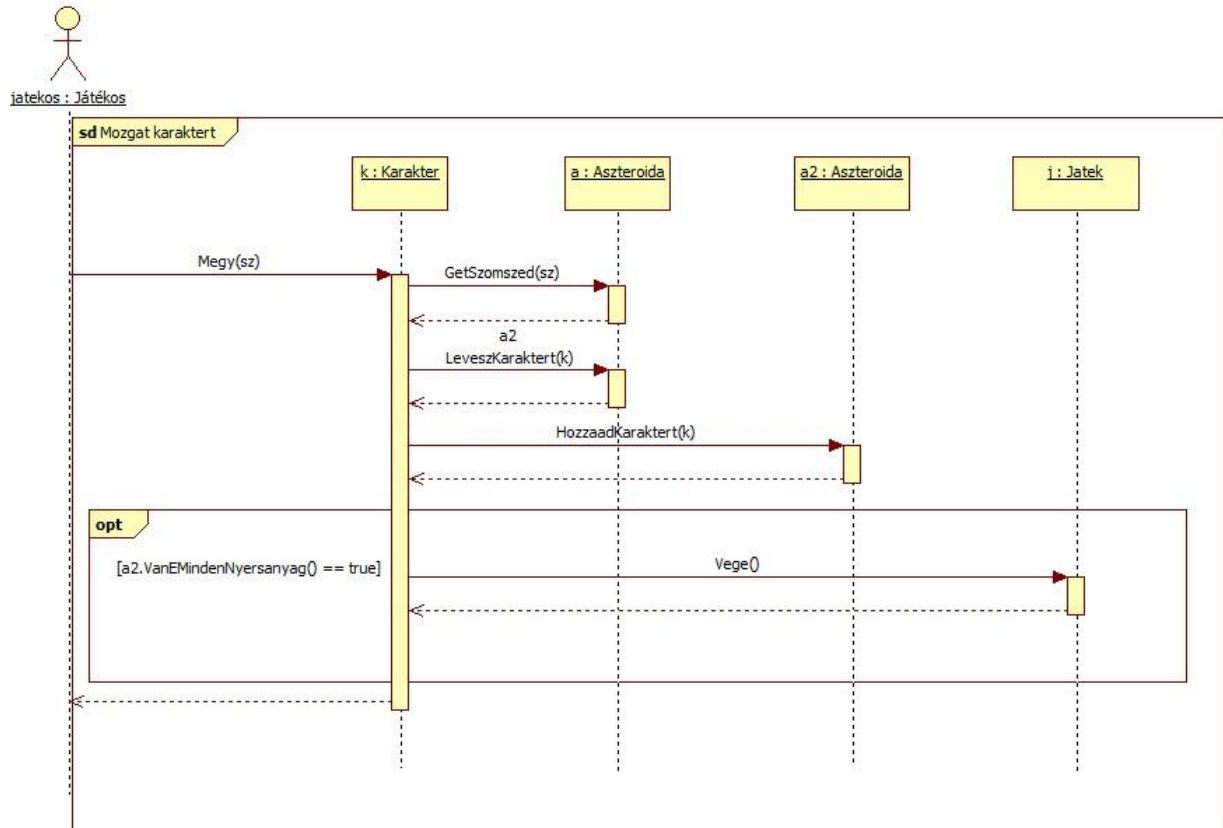 jatekos : Játékos
sd Mozgat karaktert
k : Karakter
a : Aszteroida
a2 : Aszteroida
j : Jatek
Megy(sz)
GetSzomszed(sz)
a2
LeveszKaraktert(k)
HozzaadKaraktert(k)
opt
[a2.VanEMindenNyersanyag() == true]
Vege()